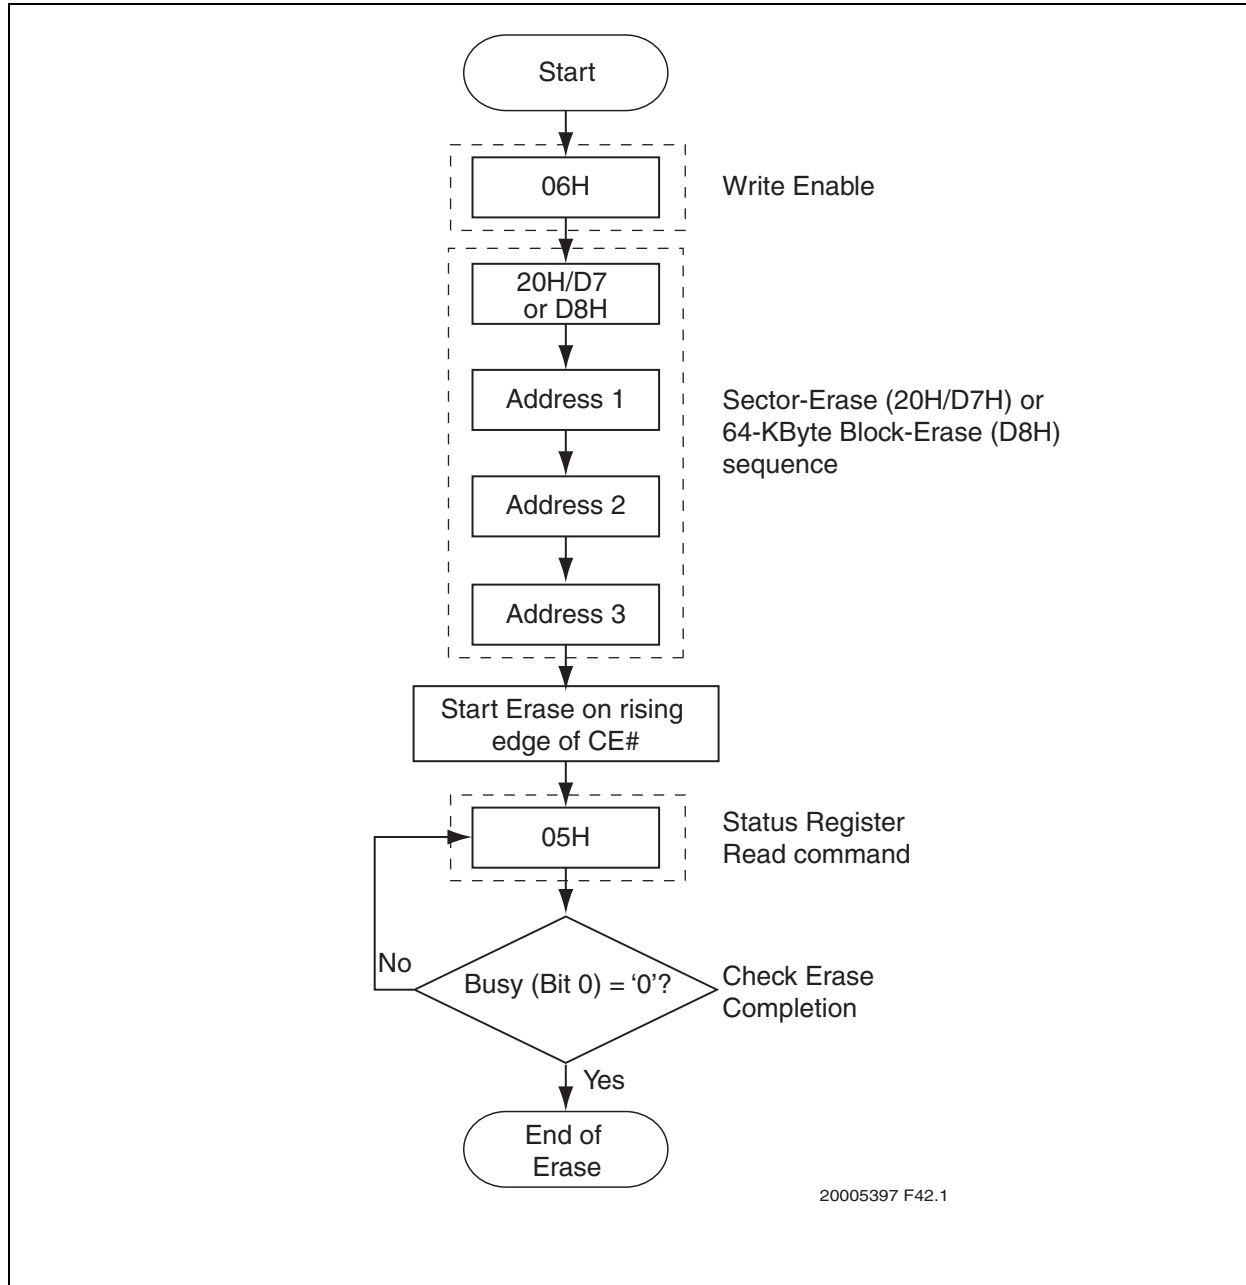 Start
06H
Write Enable
20H/D7
or D8H
Address 1
Sector-Erase (20H/D7H) or
64-KByte Block-Erase (D8H)
sequence
Address 2
Address 3
Start Erase on rising
edge of CE#
05H
Status Register
Read command
No
Busy (Bit 0) = ‘0’?
Check Erase
Completion
Yes
End of
Erase
20005397 F42.1